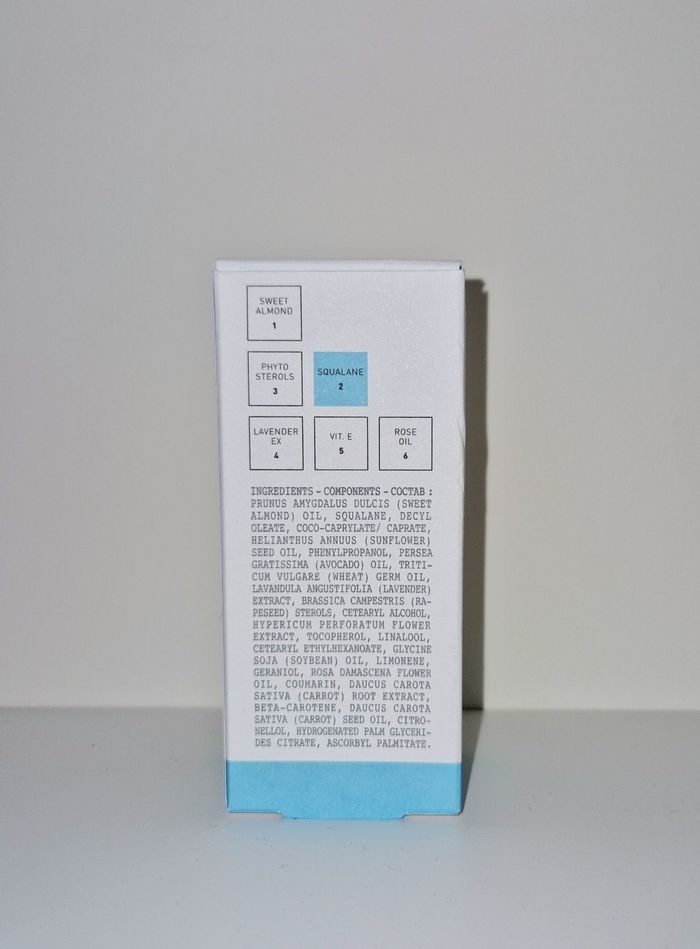 SWEET
ALMOND
1
PHYTO
STEROLS
3
SQUALANE
2
LAVENDER
EX
4
VIT. E
5
ROSE
OIL
6
INGREDIENTS - COMPONENTS - COCTAB :
PRUNUS AMYGDALUS DULCIS (SWEET
ALMOND) OIL, SQUALANE, DECYL
OLEATE, COCO-CAPRYLATE/ CAPRATE,
HELIANTHUS ANNUUS (SUNFLOWER)
SEED OIL, PHENYLPROPANOL, PERSEA
GRATISSIMA (AVOCADO) OIL, TRITI-
CUM VULGARE (WHEAT) GERM OIL,
LAVANDULA ANGUSTIFOLIA (LAVENDER)
EXTRACT, BRASSICA CAMPESTRIS (RA-
PESEED) STEROLS, CETEARYL ALCOHOL,
HYPERICUM PERFORATUM FLOWER
EXTRACT, TOCOPHEROL, LINALOOL,
CETEARYL ETHYLHEXANOATE, GLYCINE
SOJA (SOYBEAN) OIL, LIMONENE,
GERANIOL, ROSA DAMASCENA FLOWER
OIL, COUMARIN, DAUCUS CAROTA
SATIVA (CARROT) ROOT EXTRACT,
BETA-CAROTENE, DAUCUS CAROTA
SATIVA (CARROT) SEED OIL, CITRO-
NELLOL, HYDROGENATED PALM GLYCERI-
DES CITRATE, ASCORBYL PALMITATE.